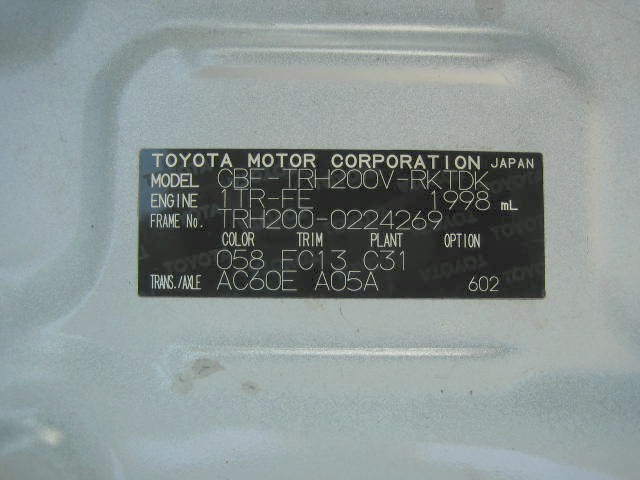 TOYOTA MOTOR CORPORATION JAPAN
MODEL CBF-TRH200V-RKTDK
ENGINE 1TR-FE 1998 mL
FRAME No. TRH200-0224269
COLOR TRIM PLANT OPTION
058 FC13 C31
TRANS./AXLE AC60E A05A 602